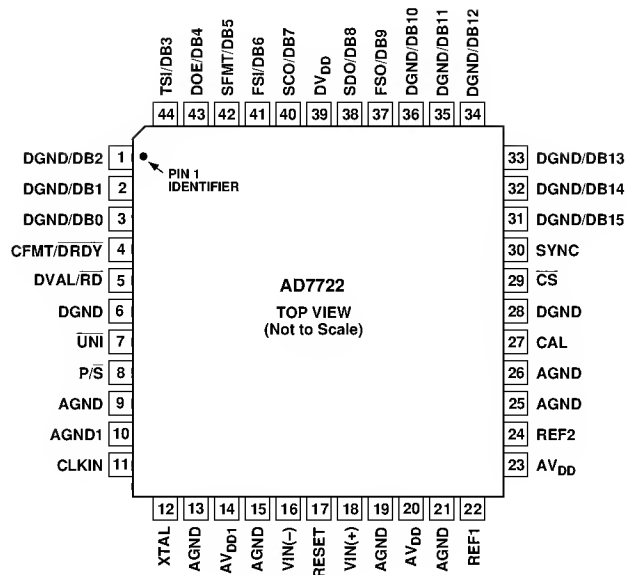 TSI/DB3
DOE/DB4
SFMT/DB5
FSI/DB6
SCO/DB7
DVDD
SDO/DB8
FSO/DB9
DGND/DB10
DGND/DB11
DGND/DB12
44 43 42 41 40 39 38 37 36 35 34
DGND/DB2 1
DGND/DB1 2
DGND/DB0 3
CFMT/D̅R̅D̅Y̅ 4
DVAL/R̅D̅ 5
DGND 6
U̅N̅I̅ 7
P/S̅ 8
AGND 9
AGND1 10
CLKIN 11
PIN 1
IDENTIFIER
AD7722
TOP VIEW
(Not to Scale)
33 DGND/DB13
32 DGND/DB14
31 DGND/DB15
30 SYNC
29 C̅S̅
28 DGND
27 CAL
26 AGND
25 AGND
24 REF2
23 AVDD
12 13 14 15 16 17 18 19 20 21 22
XTAL
AGND
AVDD1
AGND
VIN(–)
RESET
VIN(+)
AGND
AVDD
AGND
REF1